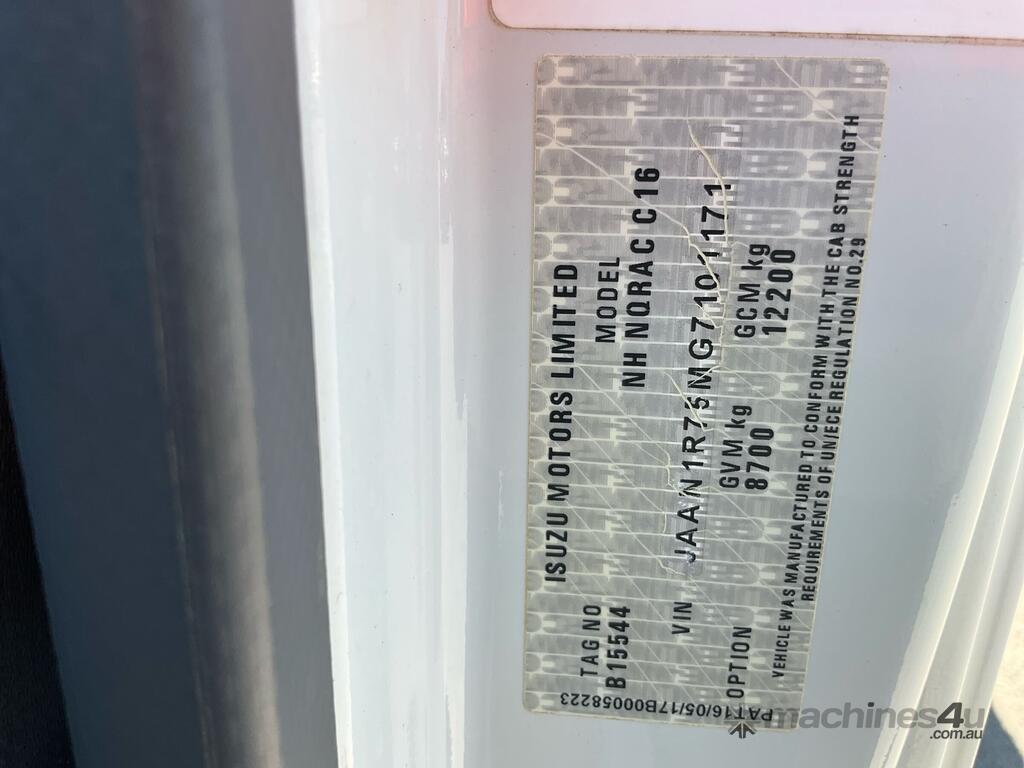 ISUZU MOTORS LIMITED
TAG NO MODEL
B15544 NH NQRAC C16
VIN JAAN1R75MG7101171
OPTION GVM kg GCM kg
8700 12200
VEHICLE WAS MANUFACTURED TO CONFORM WITH THE CAB STRENGTH
REQUIREMENTS OF UN/ECE REGULATION NO.29
PAT16/05/17B00058223
machines4u
.com.au